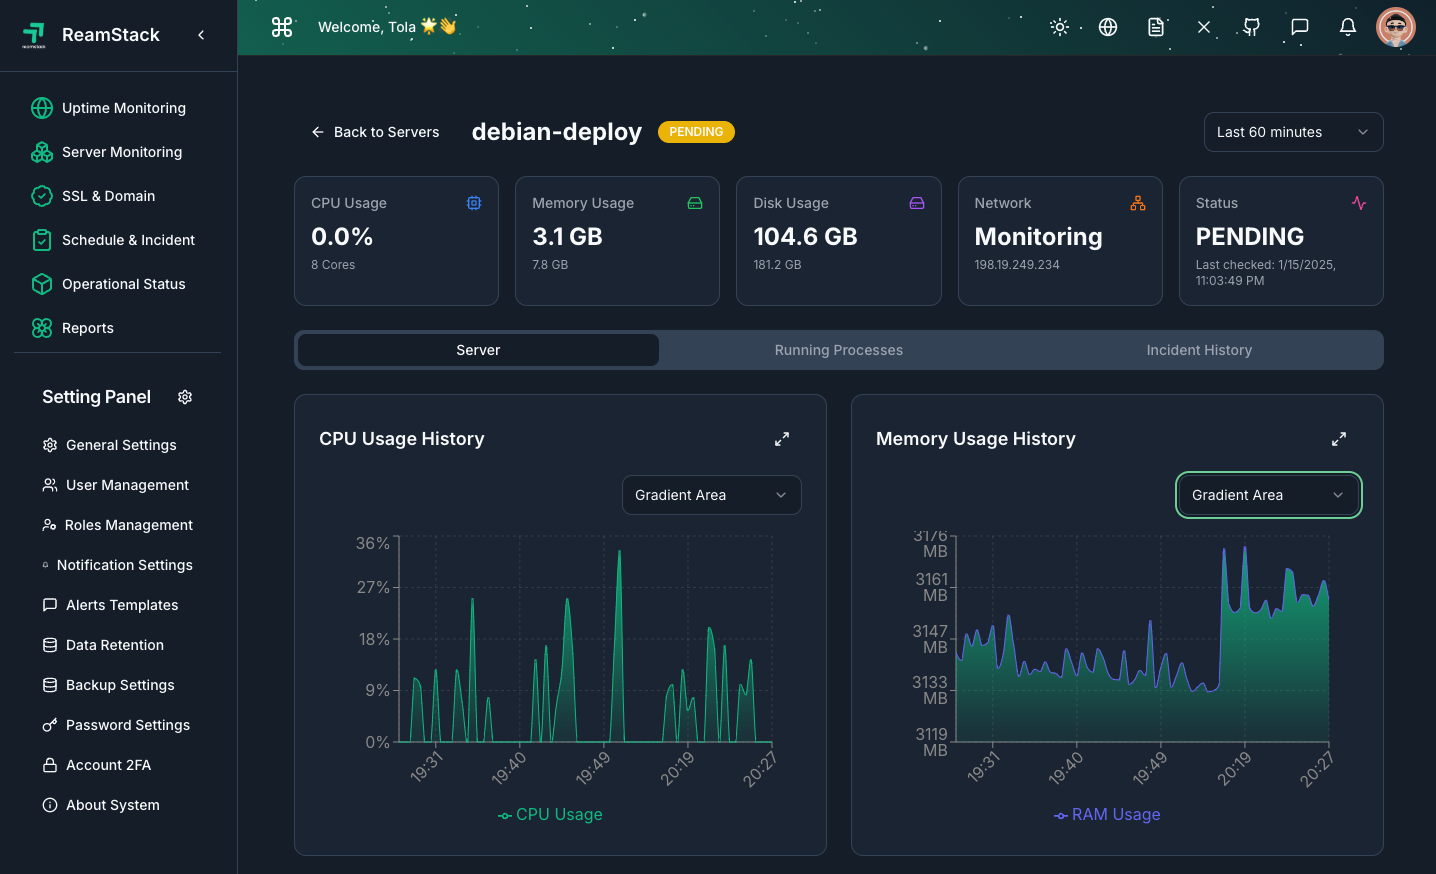 reamstack
ReamStack
Welcome, Tola 🌟👋
Uptime Monitoring
Server Monitoring
SSL & Domain
Schedule & Incident
Operational Status
Reports
Setting Panel
General Settings
User Management
Roles Management
Notification Settings
Alerts Templates
Data Retention
Backup Settings
Password Settings
Account 2FA
About System
Back to Servers
debian-deploy
PENDING
Last 60 minutes
CPU Usage
0.0%
8 Cores
Memory Usage
3.1 GB
7.8 GB
Disk Usage
104.6 GB
181.2 GB
Network
Monitoring
198.19.249.234
Status
PENDING
Last checked: 1/15/2025,
11:03:49 PM
Server
Running Processes
Incident History
CPU Usage History
Gradient Area
36%
27%
18%
9%
0%
19:31
19:40
19:49
20:19
20:27
CPU Usage
Memory Usage History
Gradient Area
3176
MB
3161
MB
3147
MB
3133
MB
3119
MB
19:31
19:40
19:49
20:19
20:27
RAM Usage